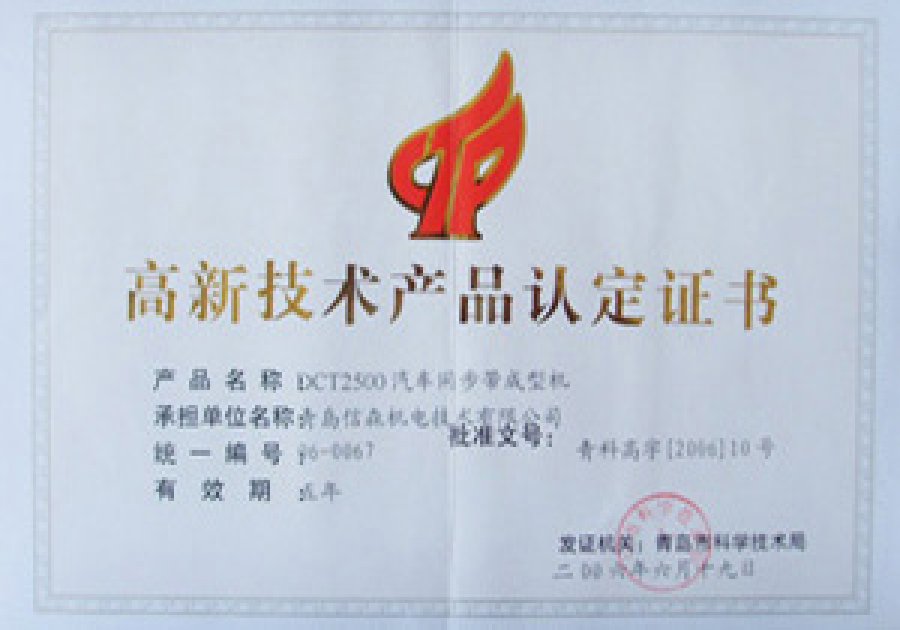 CTP
高新技术产品认定证书
产品名称 DCT2500汽车同步带成型机
承担单位名称:青岛信森机电技术有限公司
批准文号:
统一编号 06-0067
青科高字[2006]10号
有效期:五年
发证机关:青岛市科学技术局
二〇〇六年六月十九日